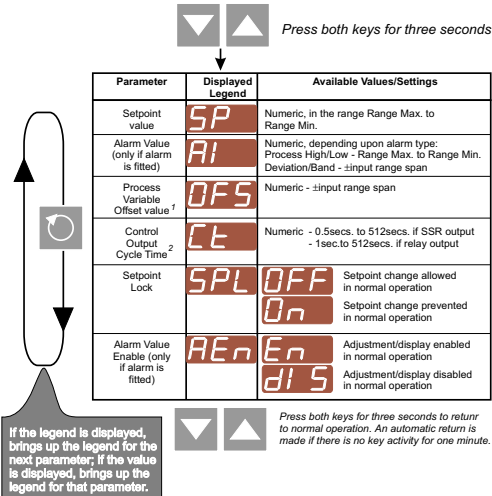 Press both keys for three seconds
Parameter Displayed Legend Available Values/Settings
Setpoint value SP Numeric, in the range Range Max. to
Range Min.
Alarm Value (only if alarm is fitted) A1 Numeric, depending upon alarm type:
Process High/Low - Range Max. to Range Min.
Deviation/Band - ±input range span
Process Variable Offset value 1 OFS Numeric - ±input range span
Control Output Cycle Time 2 Ct Numeric - 0.5secs. to 512secs. if SSR output
- 1sec.to 512secs. if relay output
Setpoint Lock SPL OFF Setpoint change allowed
in normal operation
On Setpoint change prevented
in normal operation
Alarm Value Enable (only if alarm is fitted) AEn En Adjustment/display enabled
in normal operation
diS Adjustment/display disabled
in normal operation
If the legend is displayed,
brings up the legend for the
next parameter; if the value
is displayed, brings up the
legend for that parameter.
Press both keys for three seconds to retunr
to normal operation. An automatic return is
made if there is no key activity for one minute.